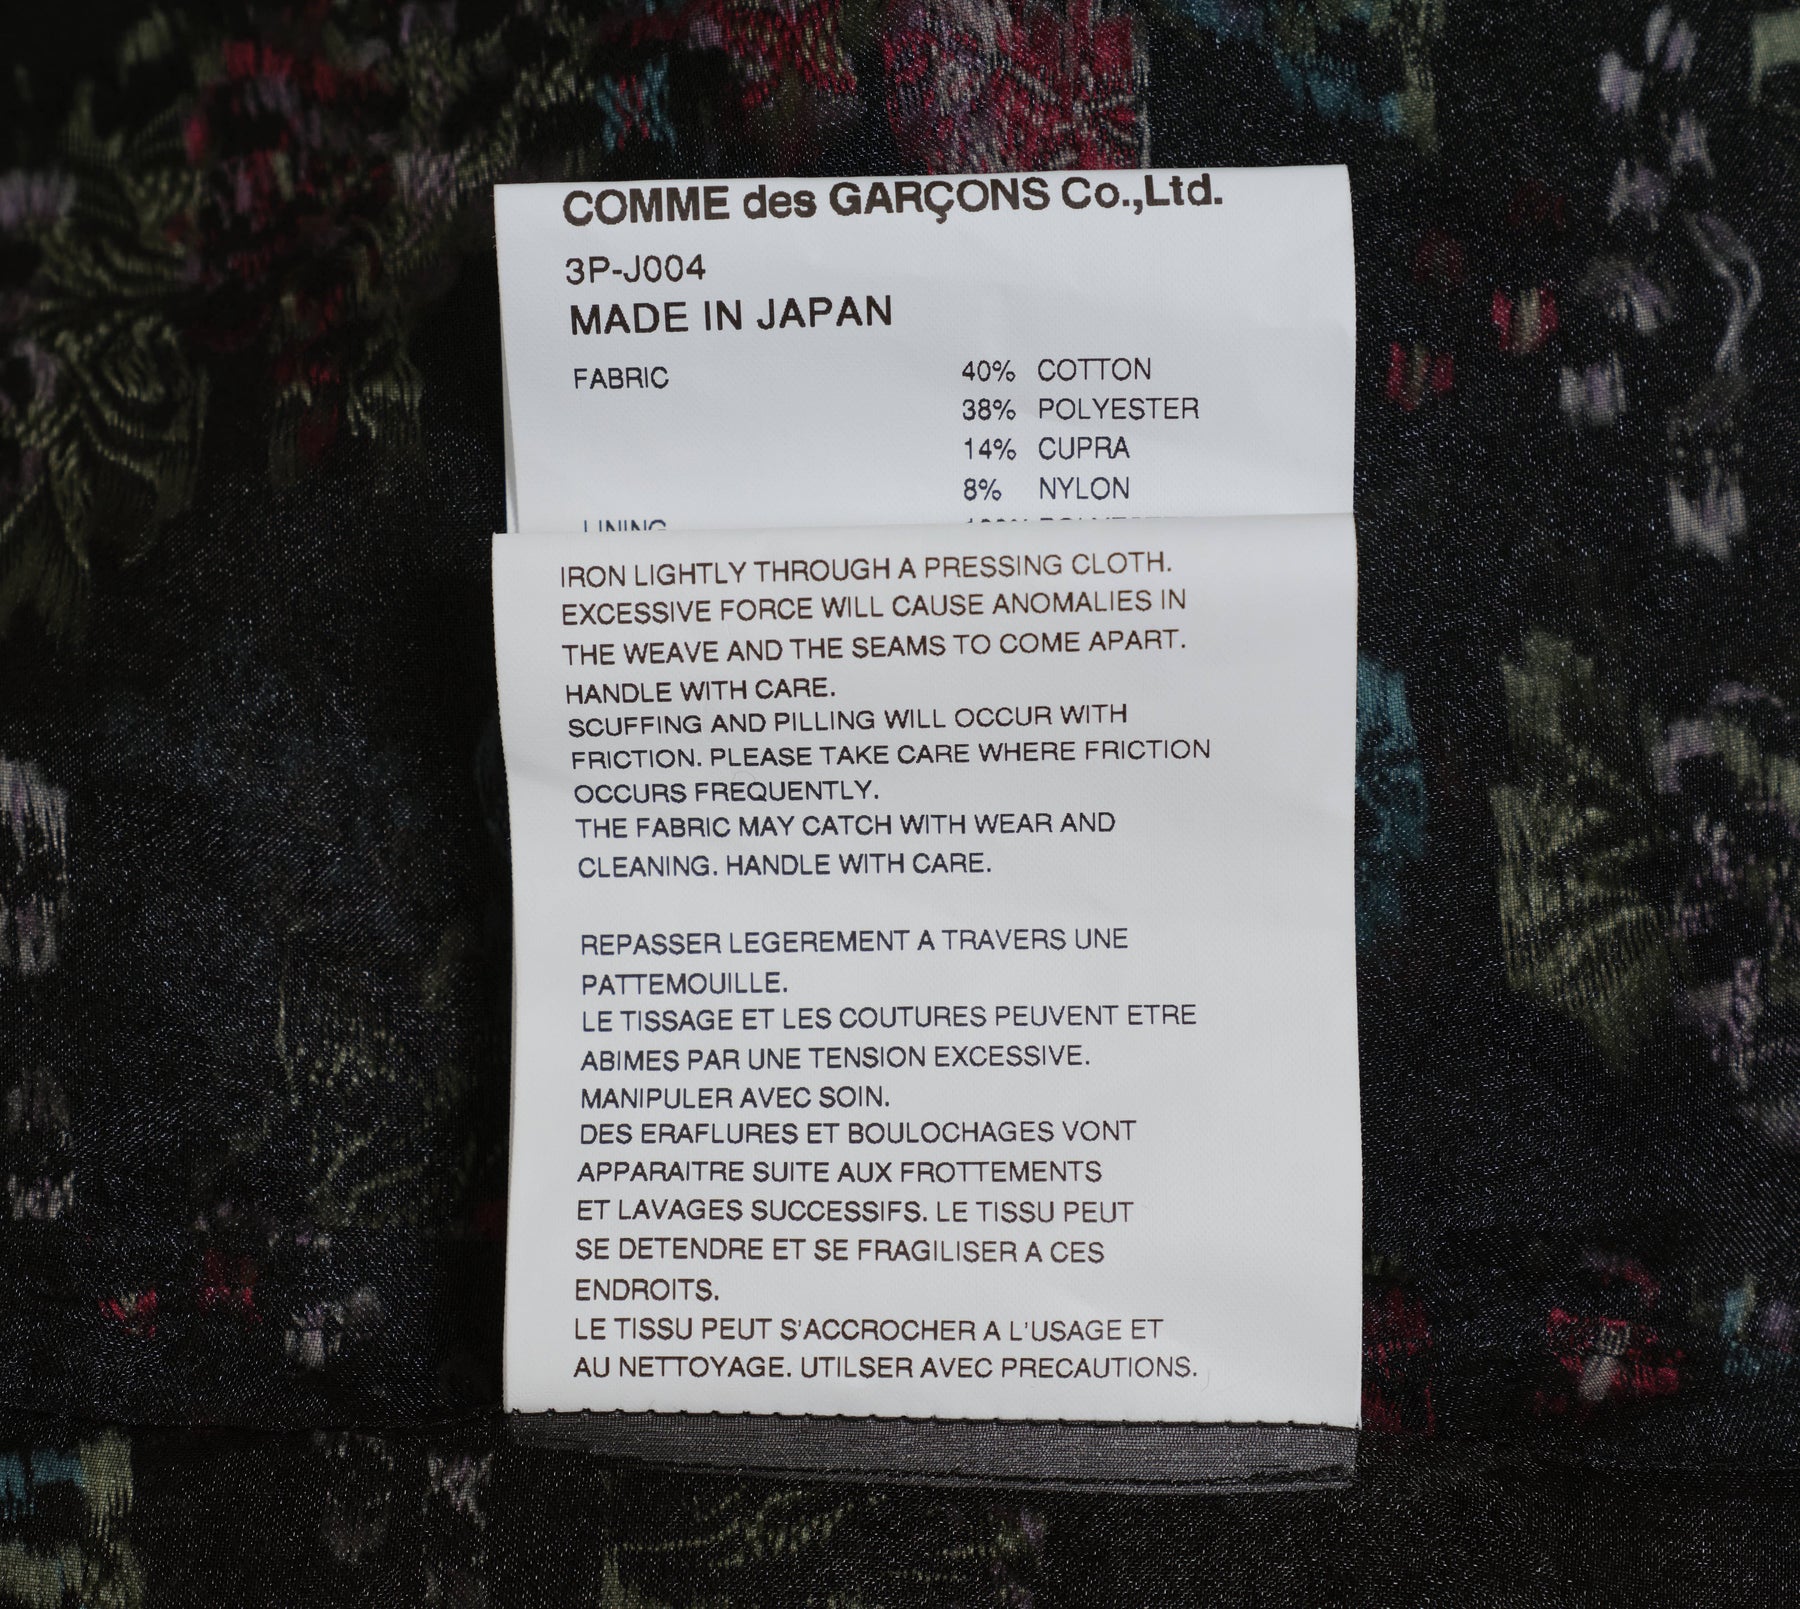 COMME des GARÇONS Co.,Ltd.
3P-J004
MADE IN JAPAN
FABRIC 40% COTTON
38% POLYESTER
14% CUPRA
8% NYLON
LINING 100% POLYESTER
IRON LIGHTLY THROUGH A PRESSING CLOTH.
EXCESSIVE FORCE WILL CAUSE ANOMALIES IN
THE WEAVE AND THE SEAMS TO COME APART.
HANDLE WITH CARE.
SCUFFING AND PILLING WILL OCCUR WITH
FRICTION. PLEASE TAKE CARE WHERE FRICTION
OCCURS FREQUENTLY.
THE FABRIC MAY CATCH WITH WEAR AND
CLEANING. HANDLE WITH CARE.
REPASSER LEGEREMENT A TRAVERS UNE
PATTEMOUILLE.
LE TISSAGE ET LES COUTURES PEUVENT ETRE
ABIMES PAR UNE TENSION EXCESSIVE.
MANIPULER AVEC SOIN.
DES ERAFLURES ET BOULOCHAGES VONT
APPARAITRE SUITE AUX FROTTEMENTS
ET LAVAGES SUCCESSIFS. LE TISSU PEUT
SE DETENDRE ET SE FRAGILISER A CES
ENDROITS.
LE TISSU PEUT S'ACCROCHER A L'USAGE ET
AU NETTOYAGE. UTILSER AVEC PRECAUTIONS.